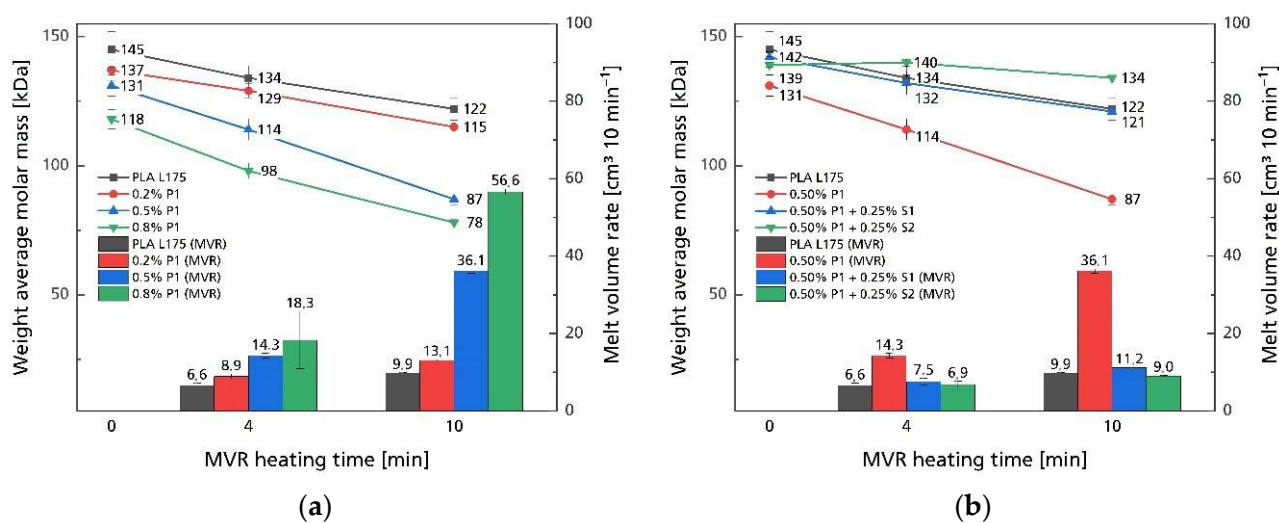 Weight average molar mass [kDa]
150
100
50
145
137
131
118
134
129
114
98
122
115
87
78
PLA L175
0.2% P1
0.5% P1
0.8% P1
PLA L175 (MVR)
0.2% P1 (MVR)
0.5% P1 (MVR)
0.8% P1 (MVR)
6,6
8,9
14.3
18,3
9,9
13,1
36.1
56,6
100
80
60
40
20
0
Melt volume rate [cm³ 10 min⁻¹]
0
4
10
MVR heating time [min]
(a)
Weight average molar mass [kDa]
150
100
50
145
142
139
131
140
134
132
114
134
122
121
87
PLA L175
0.50% P1
0.50% P1 + 0.25% S1
0.50% P1 + 0.25% S2
PLA L175 (MVR)
0.50% P1 (MVR)
0.50% P1 + 0.25% S1 (MVR)
0.50% P1 + 0.25% S2 (MVR)
6,6
14,3
7.5
6,9
9,9
36,1
11,2
9,0
100
80
60
40
20
0
Melt volume rate [cm³ 10 min⁻¹]
0
4
10
MVR heating time [min]
(b)